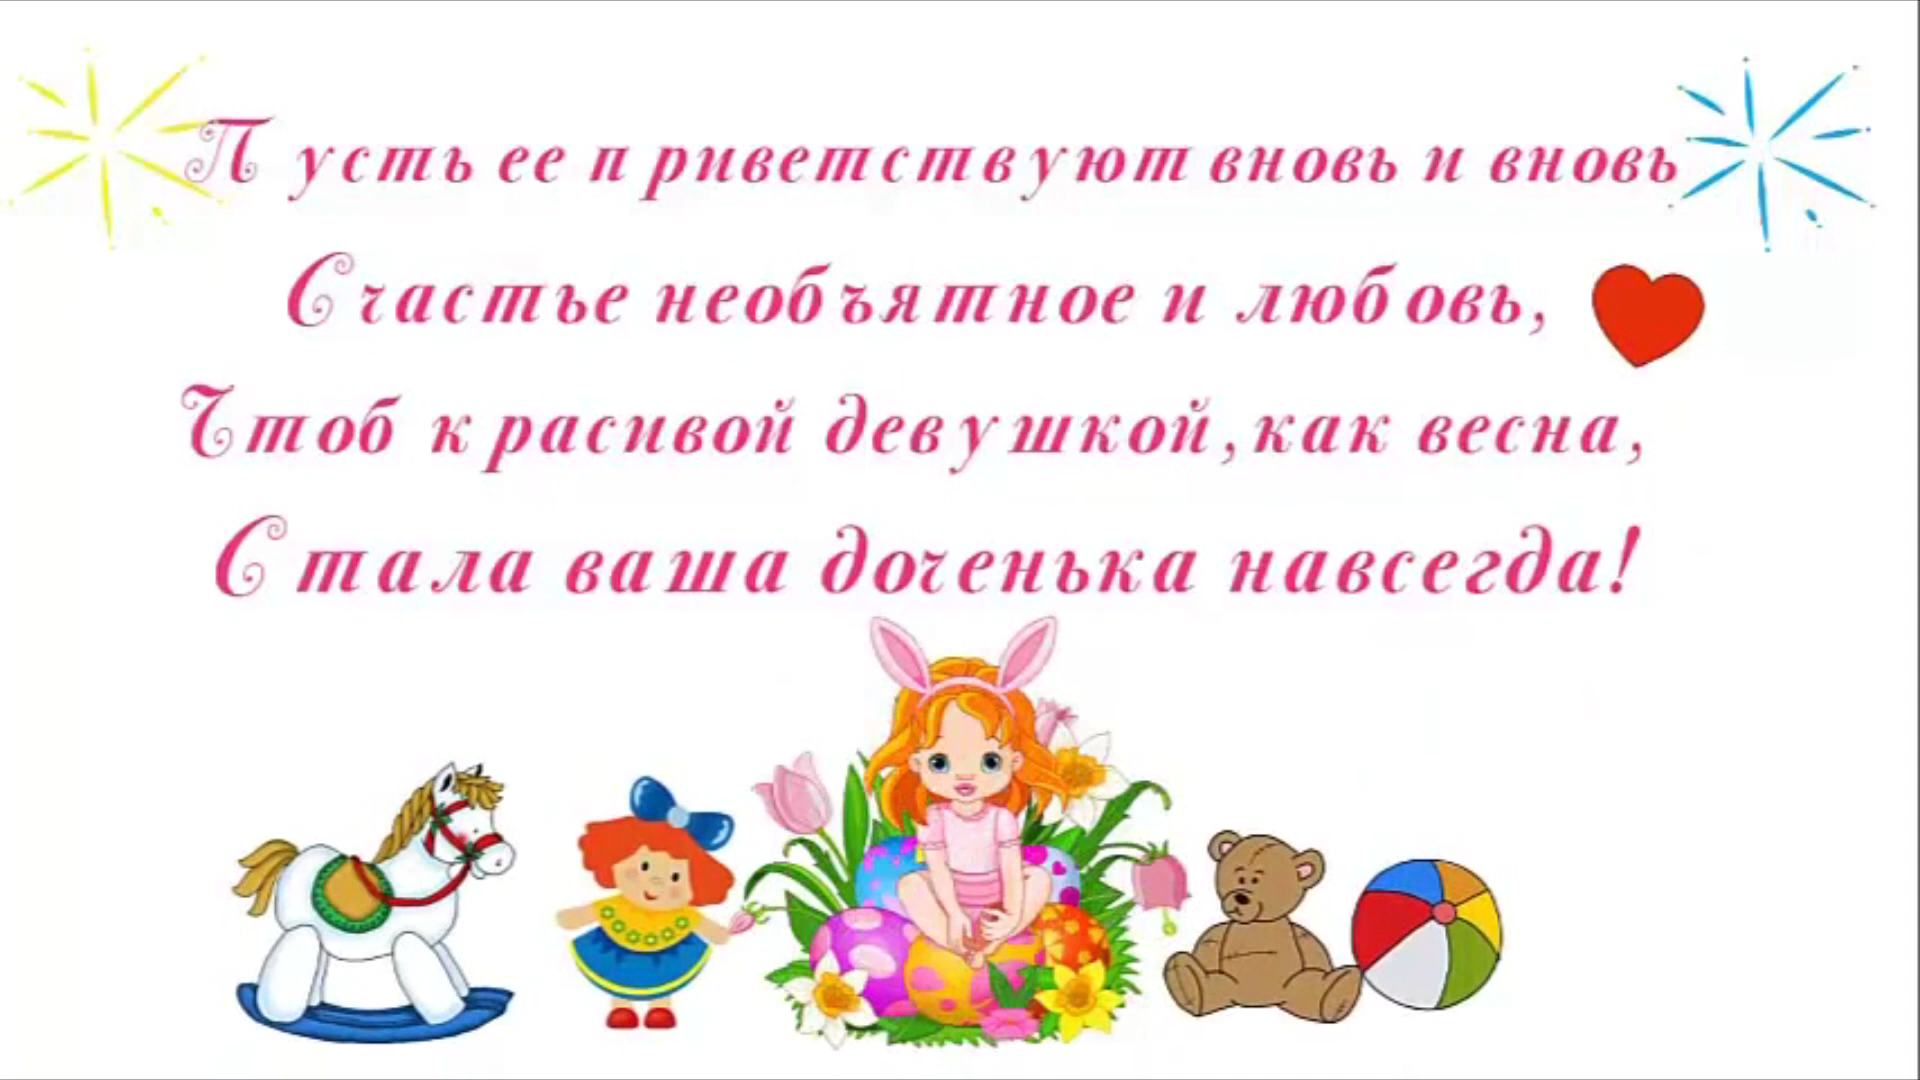 Пусть ее приветствуют вновь и вновь
Счастье необъятное и любовь,
Чтоб красивой девушкой,как весна,
Стала ваша доченька навсегда!